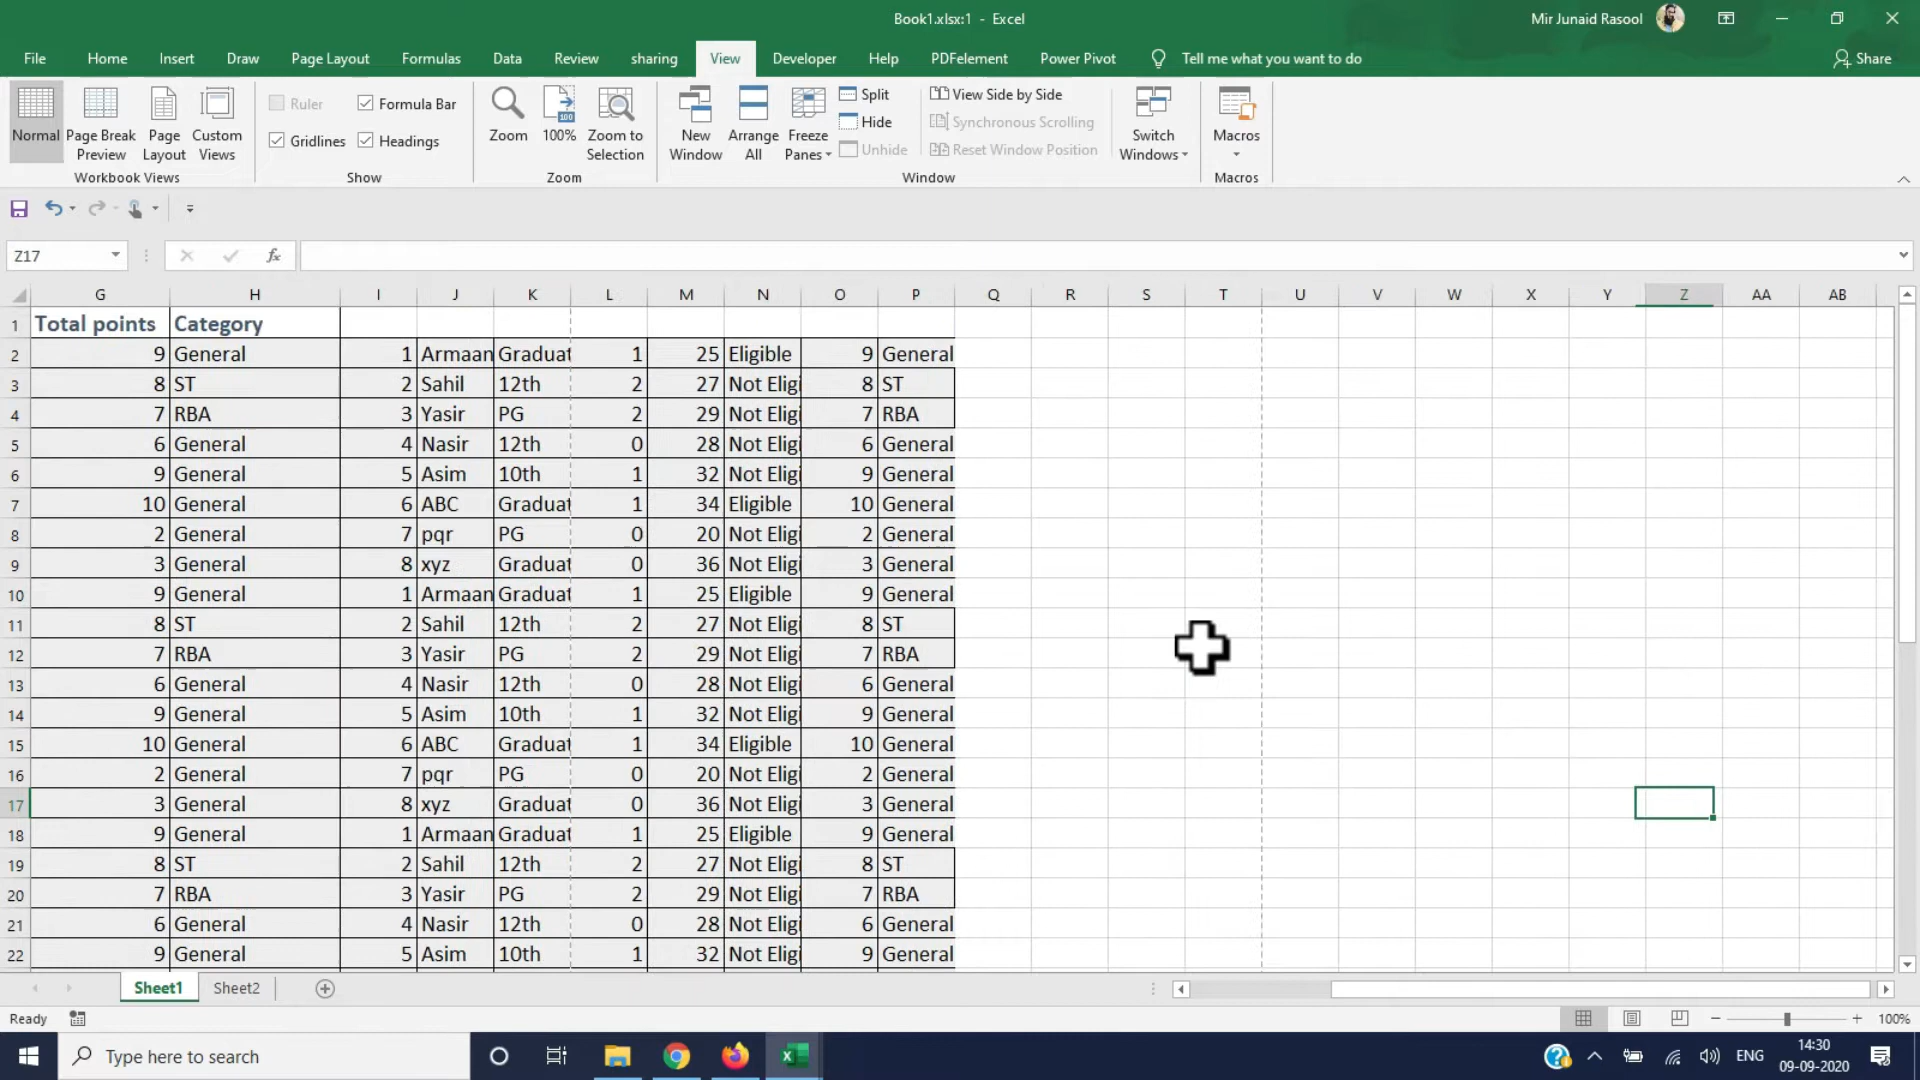 Book1.xlsx:1 - Excel
Mir Junaid Rasool
File Home Insert Draw Page Layout Formulas Data Review sharing View Developer Help PDFelement Power Pivot Tell me what you want to do Share
Normal
Page Break Preview
Page Layout
Custom Views
Workbook Views
Ruler
Formula Bar
Gridlines
Headings
Show
Zoom
100%
Zoom to Selection
Zoom
New Window
Arrange All
Freeze Panes
Split
Hide
Unhide
View Side by Side
Synchronous Scrolling
Reset Window Position
Switch Windows
Window
Macros
Macros
Z17
fx
G H I J K L M N O P Q R S T U V W X Y Z AA AB
1 Total points Category
2 9 General 1 Armaan Graduat 1 25 Eligible 9 General
3 8 ST 2 Sahil 12th 2 27 Not Eligi 8 ST
4 7 RBA 3 Yasir PG 2 29 Not Eligi 7 RBA
5 6 General 4 Nasir 12th 0 28 Not Eligi 6 General
6 9 General 5 Asim 10th 1 32 Not Eligi 9 General
7 10 General 6 ABC Graduat 1 34 Eligible 10 General
8 2 General 7 pqr PG 0 20 Not Eligi 2 General
9 3 General 8 xyz Graduat 0 36 Not Eligi 3 General
10 9 General 1 Armaan Graduat 1 25 Eligible 9 General
11 8 ST 2 Sahil 12th 2 27 Not Eligi 8 ST
12 7 RBA 3 Yasir PG 2 29 Not Eligi 7 RBA
13 6 General 4 Nasir 12th 0 28 Not Eligi 6 General
14 9 General 5 Asim 10th 1 32 Not Eligi 9 General
15 10 General 6 ABC Graduat 1 34 Eligible 10 General
16 2 General 7 pqr PG 0 20 Not Eligi 2 General
17 3 General 8 xyz Graduat 0 36 Not Eligi 3 General
18 9 General 1 Armaan Graduat 1 25 Eligible 9 General
19 8 ST 2 Sahil 12th 2 27 Not Eligi 8 ST
20 7 RBA 3 Yasir PG 2 29 Not Eligi 7 RBA
21 6 General 4 Nasir 12th 0 28 Not Eligi 6 General
22 9 General 5 Asim 10th 1 32 Not Eligi 9 General
Sheet1 Sheet2
Ready
100%
Type here to search
ENG
14:30
09-09-2020